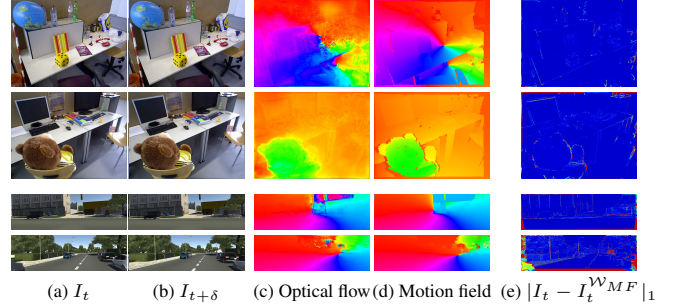 (a) I_t (b) I_{t+δ} (c) Optical flow (d) Motion field (e) |I_t − I_t^{𝒲_{MF}}|_1